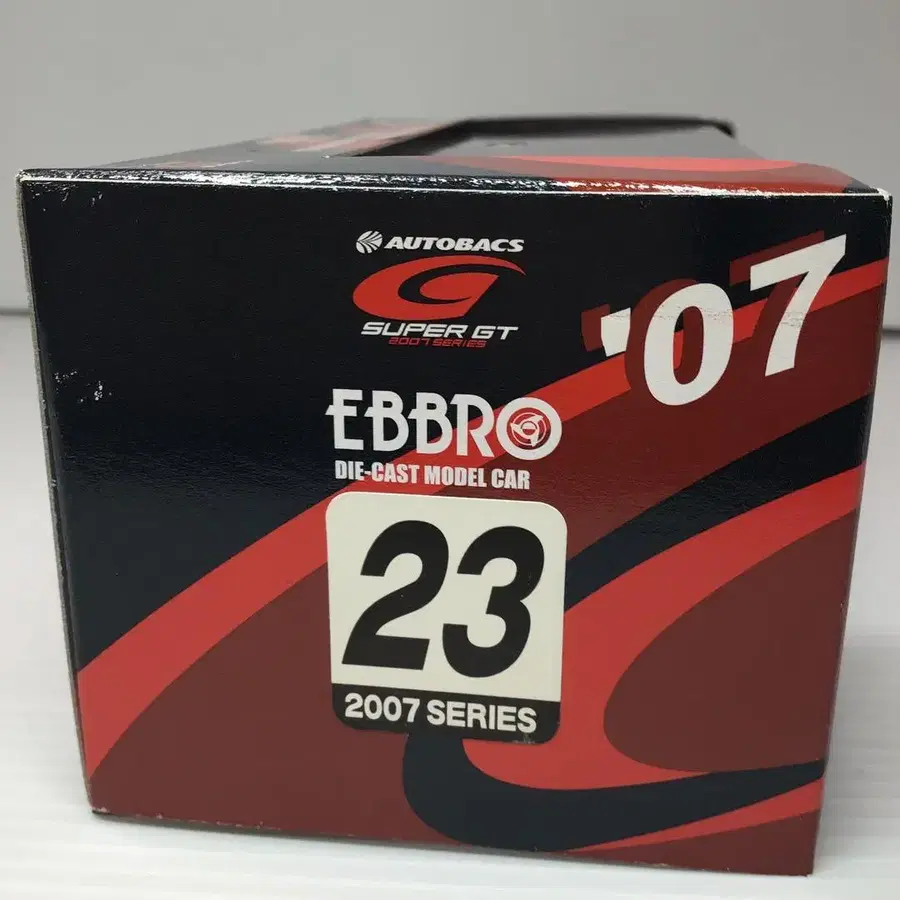 AUTOBACS
SUPER GT
2007 SERIES
'07
EBBRO
DIE-CAST MODEL CAR
23
2007 SERIES